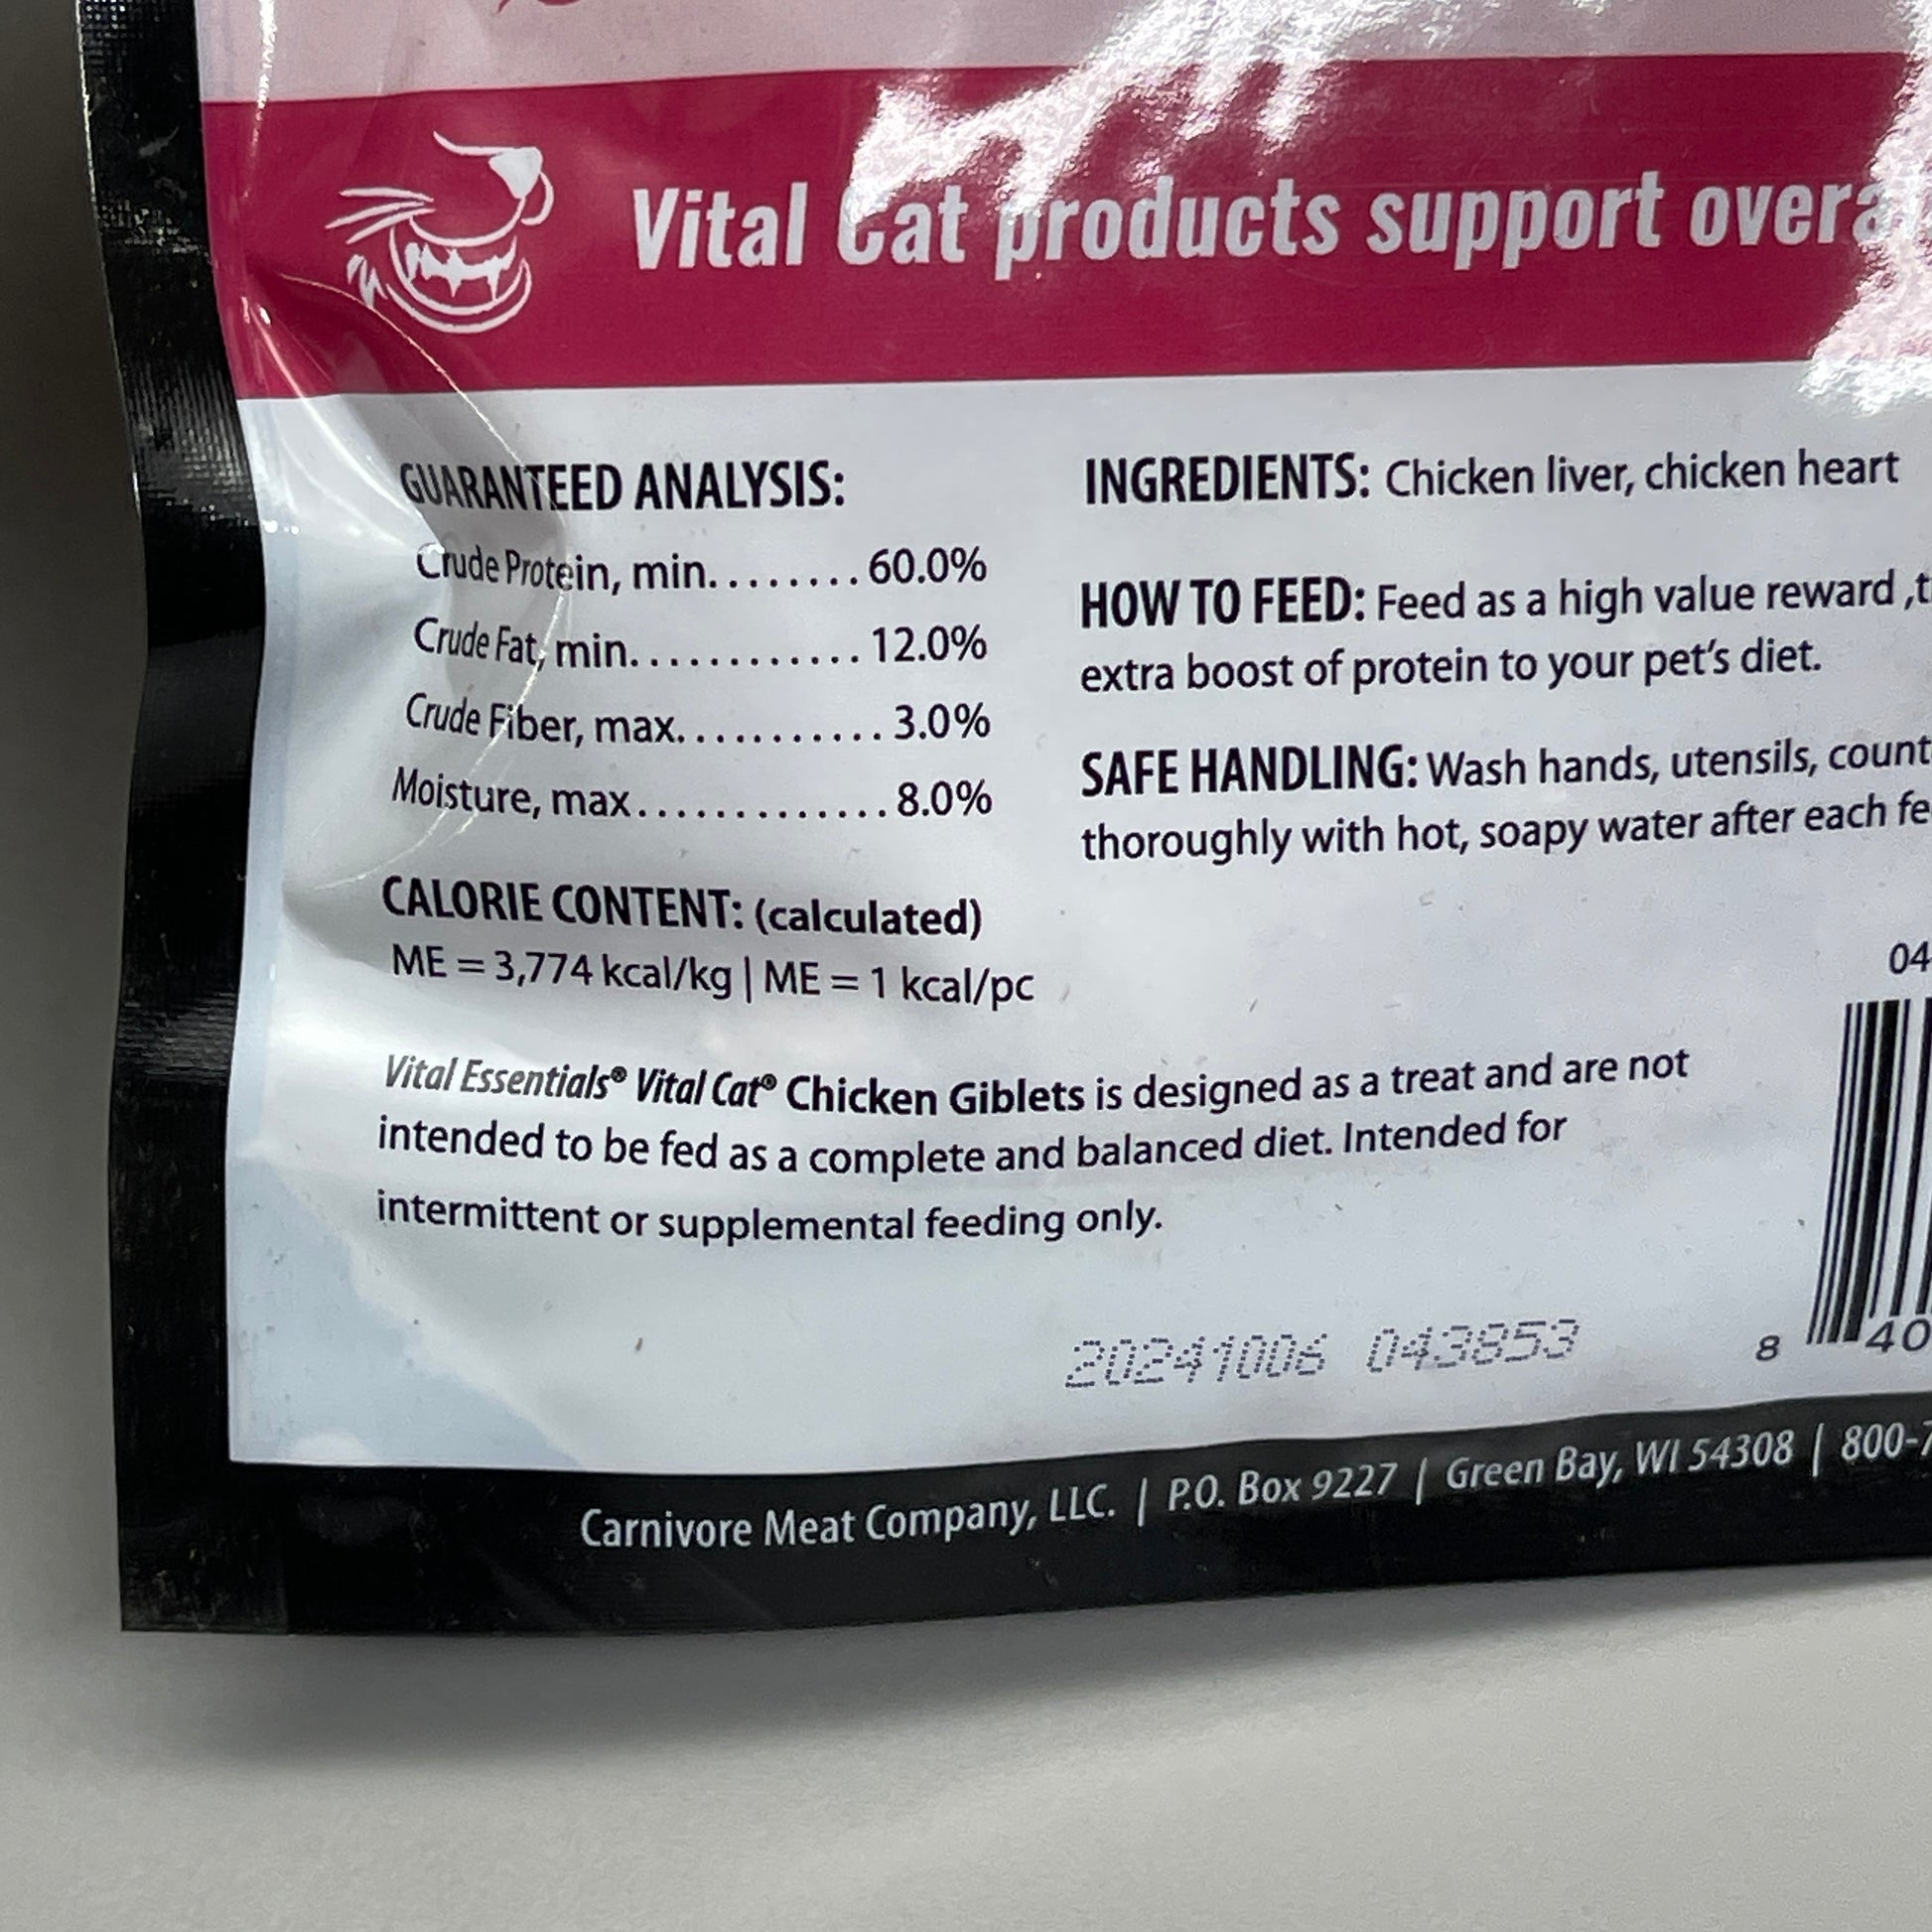 Vital Cat products support
GUARANTEED ANALYSIS:
Crude Protein, min........60.0%
Crude Fat, min............12.0%
Crude Fiber, max...........3.0%
Moisture, max.............8.0%
CALORIE CONTENT: (calculated)
ME = 3,774 kcal/kg | ME = 1 kcal/pc
INGREDIENTS: Chicken liver, chicken heart
HOW TO FEED: Feed as a high value reward ,
extra boost of protein to your pet's diet.
SAFE HANDLING: Wash hands, utensils,
thoroughly with hot, soapy water after each
Vital Essentials® Vital Cat® Chicken Giblets is designed as a treat and are not
intended to be fed as a complete and balanced diet. Intended for
intermittent or supplemental feeding only.
04
20241006 043853
8 40
Carnivore Meat Company, LLC. | P.O. Box 9227 | Green Bay, WI 54308 | 800-